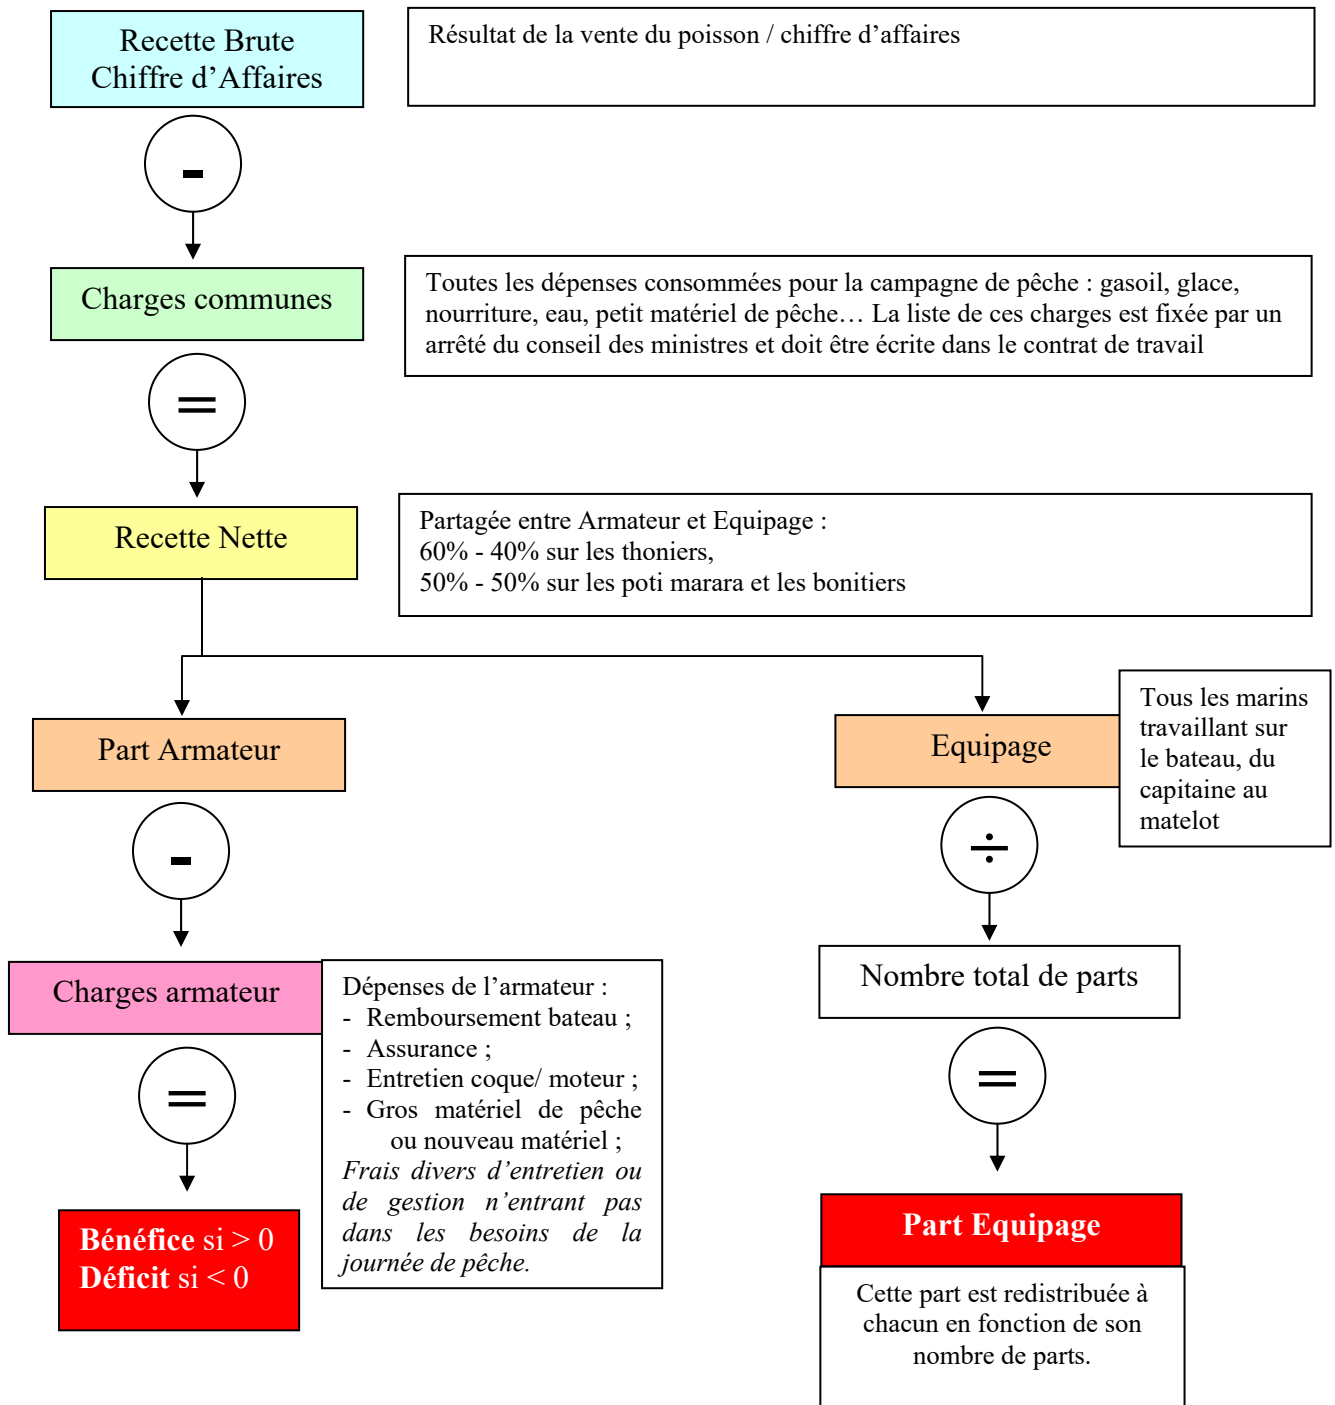 Recette Brute
Chiffre d’Affaires
Résultat de la vente du poisson / chiffre d’affaires
-
Charges communes
Toutes les dépenses consommées pour la campagne de pêche : gasoil, glace,
nourriture, eau, petit matériel de pêche… La liste de ces charges est fixée par un
arrêté du conseil des ministres et doit être écrite dans le contrat de travail
=
Recette Nette
Partagée entre Armateur et Equipage :
60% - 40% sur les thoniers,
50% - 50% sur les poti marara et les bonitiers
Part Armateur
Equipage
Tous les marins
travaillant sur
le bateau, du
capitaine au
matelot
-
÷
Charges armateur
Dépenses de l’armateur :
- Remboursement bateau ;
- Assurance ;
- Entretien coque/ moteur ;
- Gros matériel de pêche
ou nouveau matériel ;
Frais divers d’entretien ou
de gestion n’entrant pas
dans les besoins de la
journée de pêche.
Nombre total de parts
=
=
Bénéfice si > 0
Déficit si < 0
Part Equipage
Cette part est redistribuée à
chacun en fonction de son
nombre de parts.